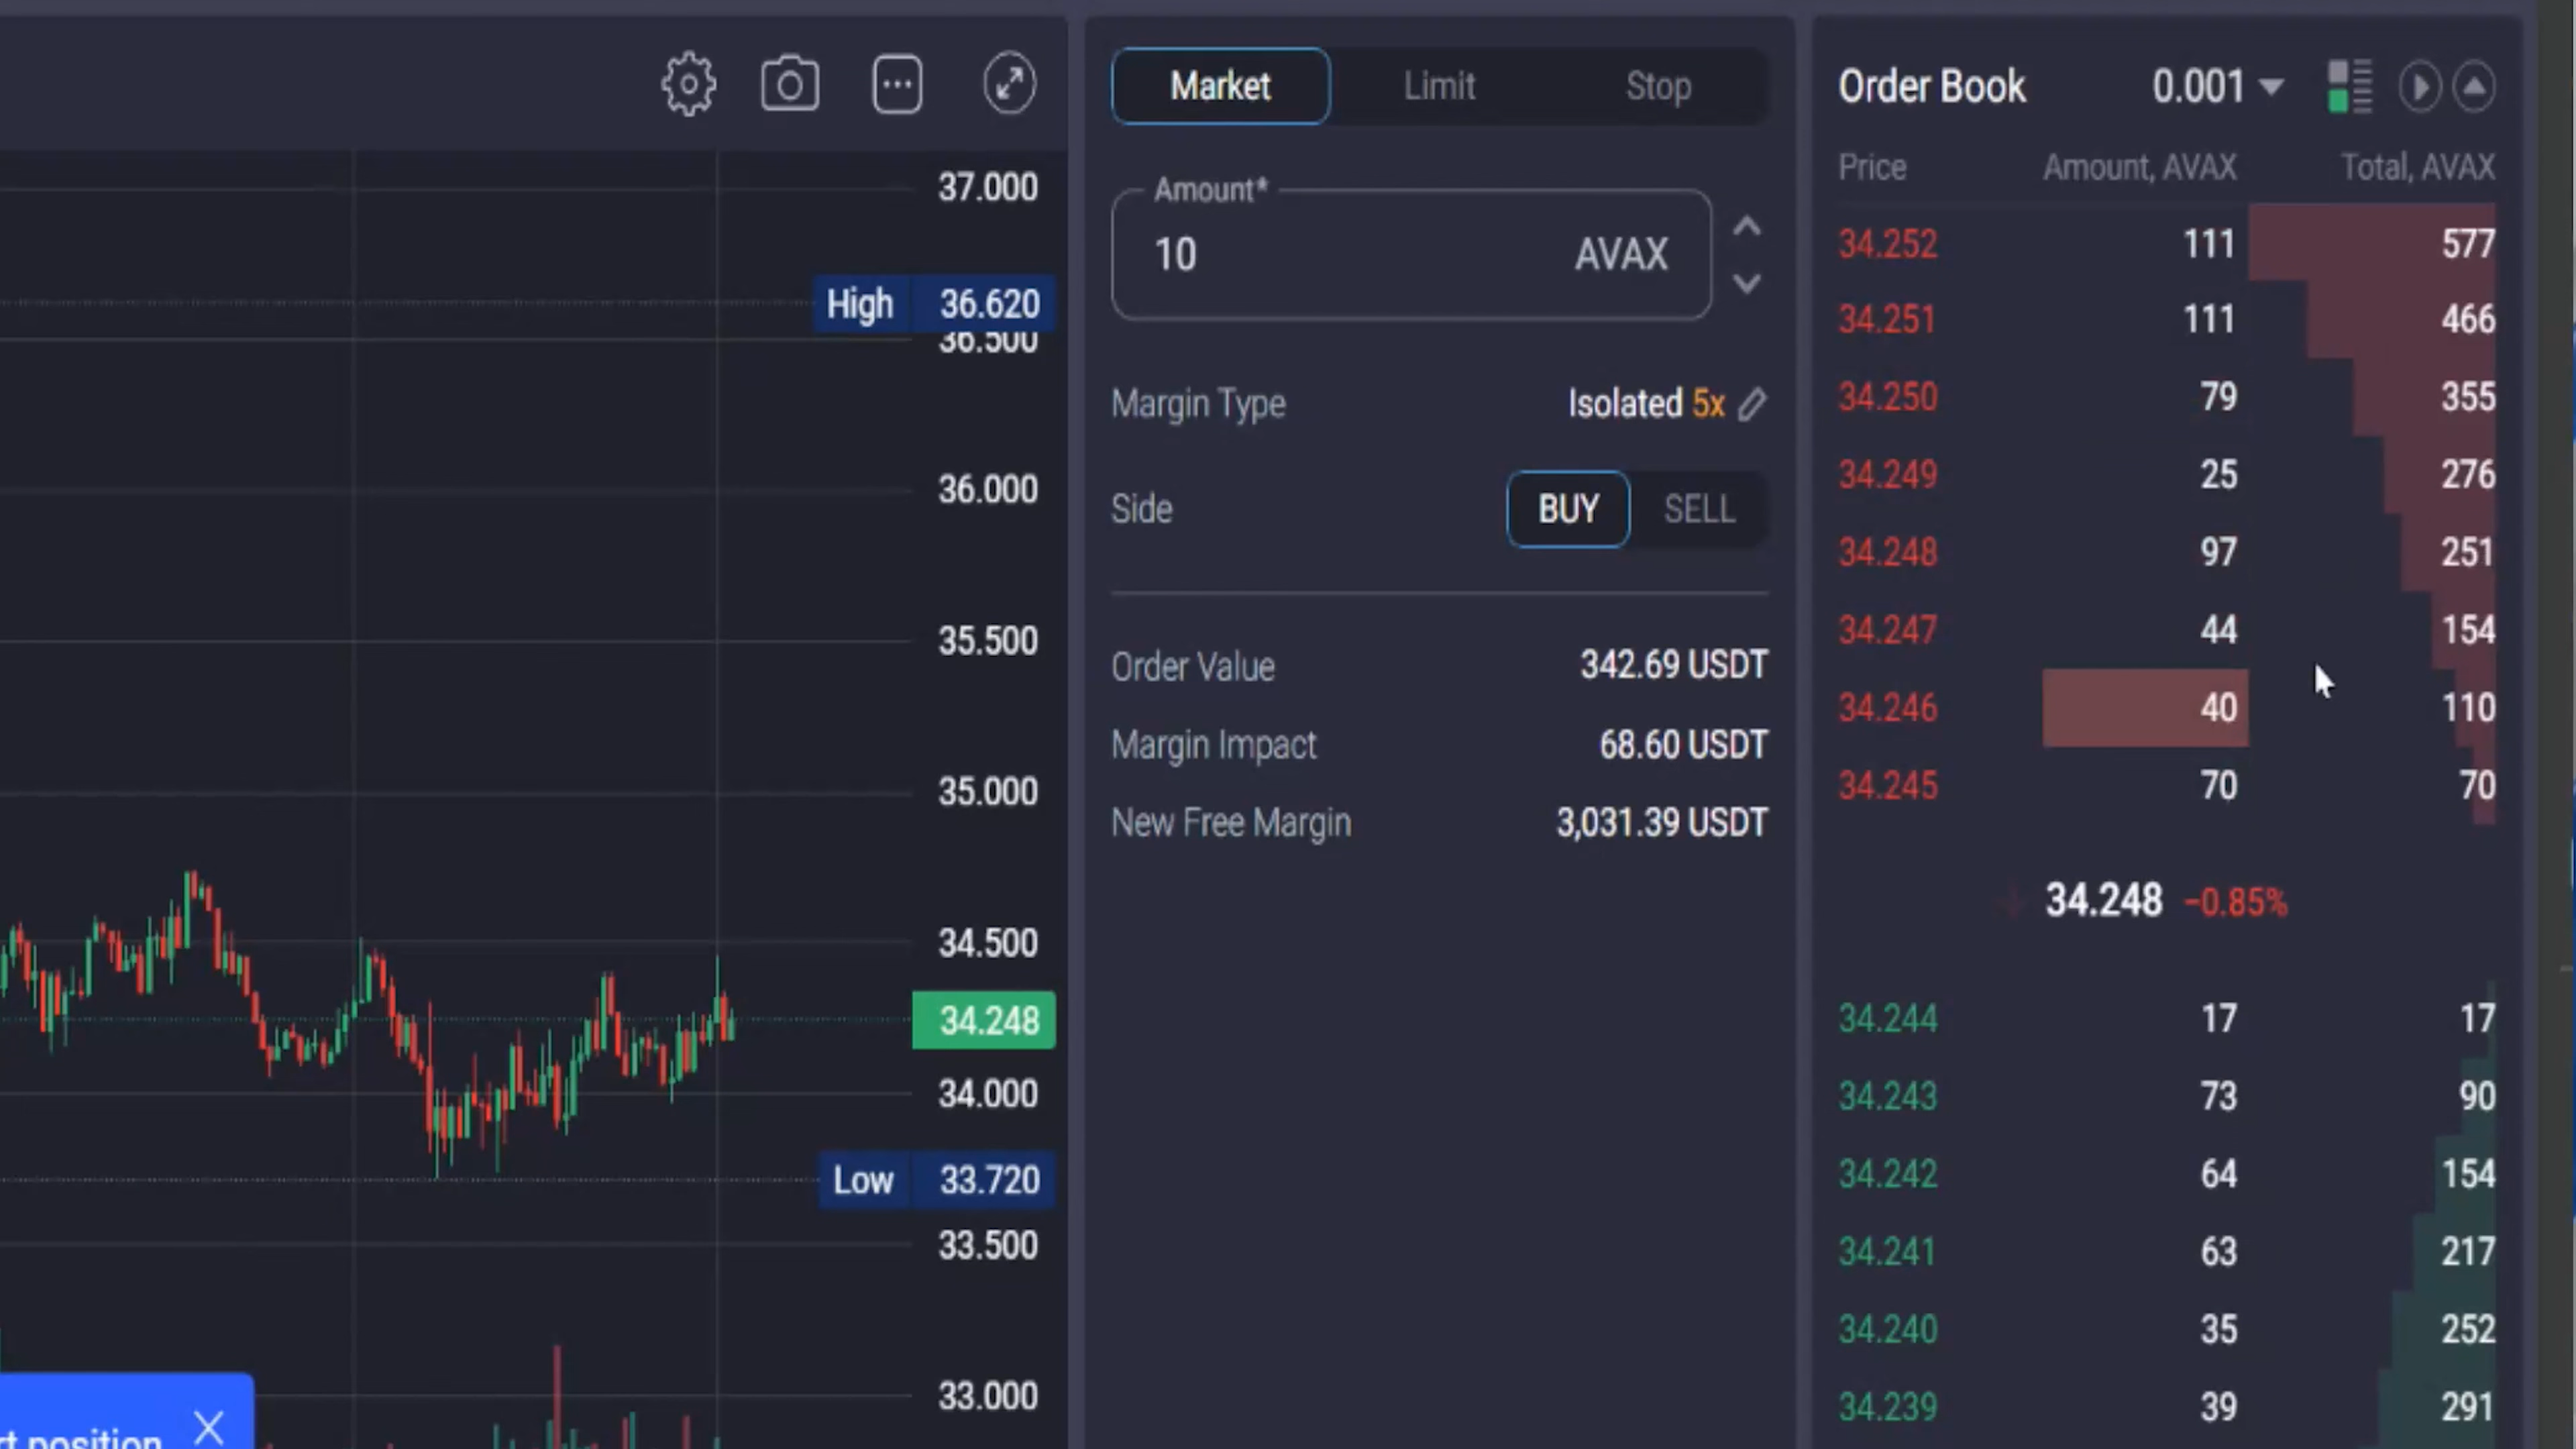 37.000
High 36.620
36.500
36.000
35.500
35.000
34.500
34.248
34.000
Low 33.720
33.500
33.000
position
Market Limit Stop
Amount*
10 AVAX
Margin Type Isolated 5x
Side BUY SELL
Order Value 342.69 USDT
Margin Impact 68.60 USDT
New Free Margin 3,031.39 USDT
Order Book 0.001
Price Amount, AVAX Total, AVAX
34.252 111 577
34.251 111 466
34.250 79 355
34.249 25 276
34.248 97 251
34.247 44 154
34.246 40 110
34.245 70 70
34.248 -0.85%
34.244 17 17
34.243 73 90
34.242 64 154
34.241 63 217
34.240 35 252
34.239 39 291